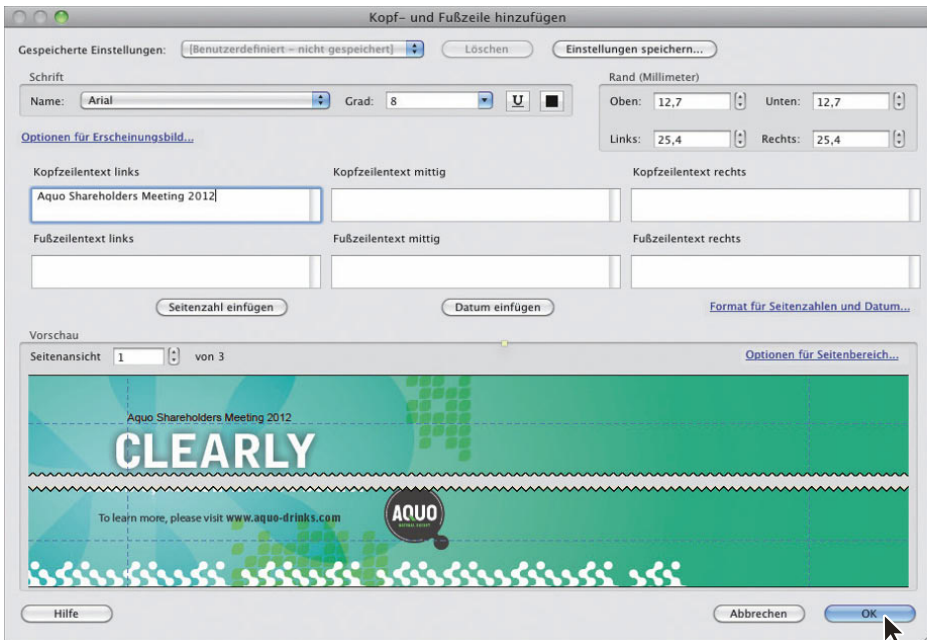 Kopf- und Fußzeile hinzufügen
Gespeicherte Einstellungen: [Benutzerdefiniert – nicht gespeichert] Löschen Einstellungen speichern...
Schrift Rand (Millimeter)
Name: Arial Grad: 8 U Oben: 12,7 Unten: 12,7
Optionen für Erscheinungsbild... Links: 25,4 Rechts: 25,4
Kopfzeilentext links Kopfzeilentext mittig Kopfzeilentext rechts
Aquo Shareholders Meeting 2012
Fußzeilentext links Fußzeilentext mittig Fußzeilentext rechts
Seitenzahl einfügen Datum einfügen Format für Seitenzahlen und Datum...
Vorschau
Seitenansicht 1 von 3 Optionen für Seitenbereich...
Aquo Shareholders Meeting 2012
CLEARLY
To learn more, please visit www.aquo-drinks.com AQUO
Hilfe Abbrechen OK